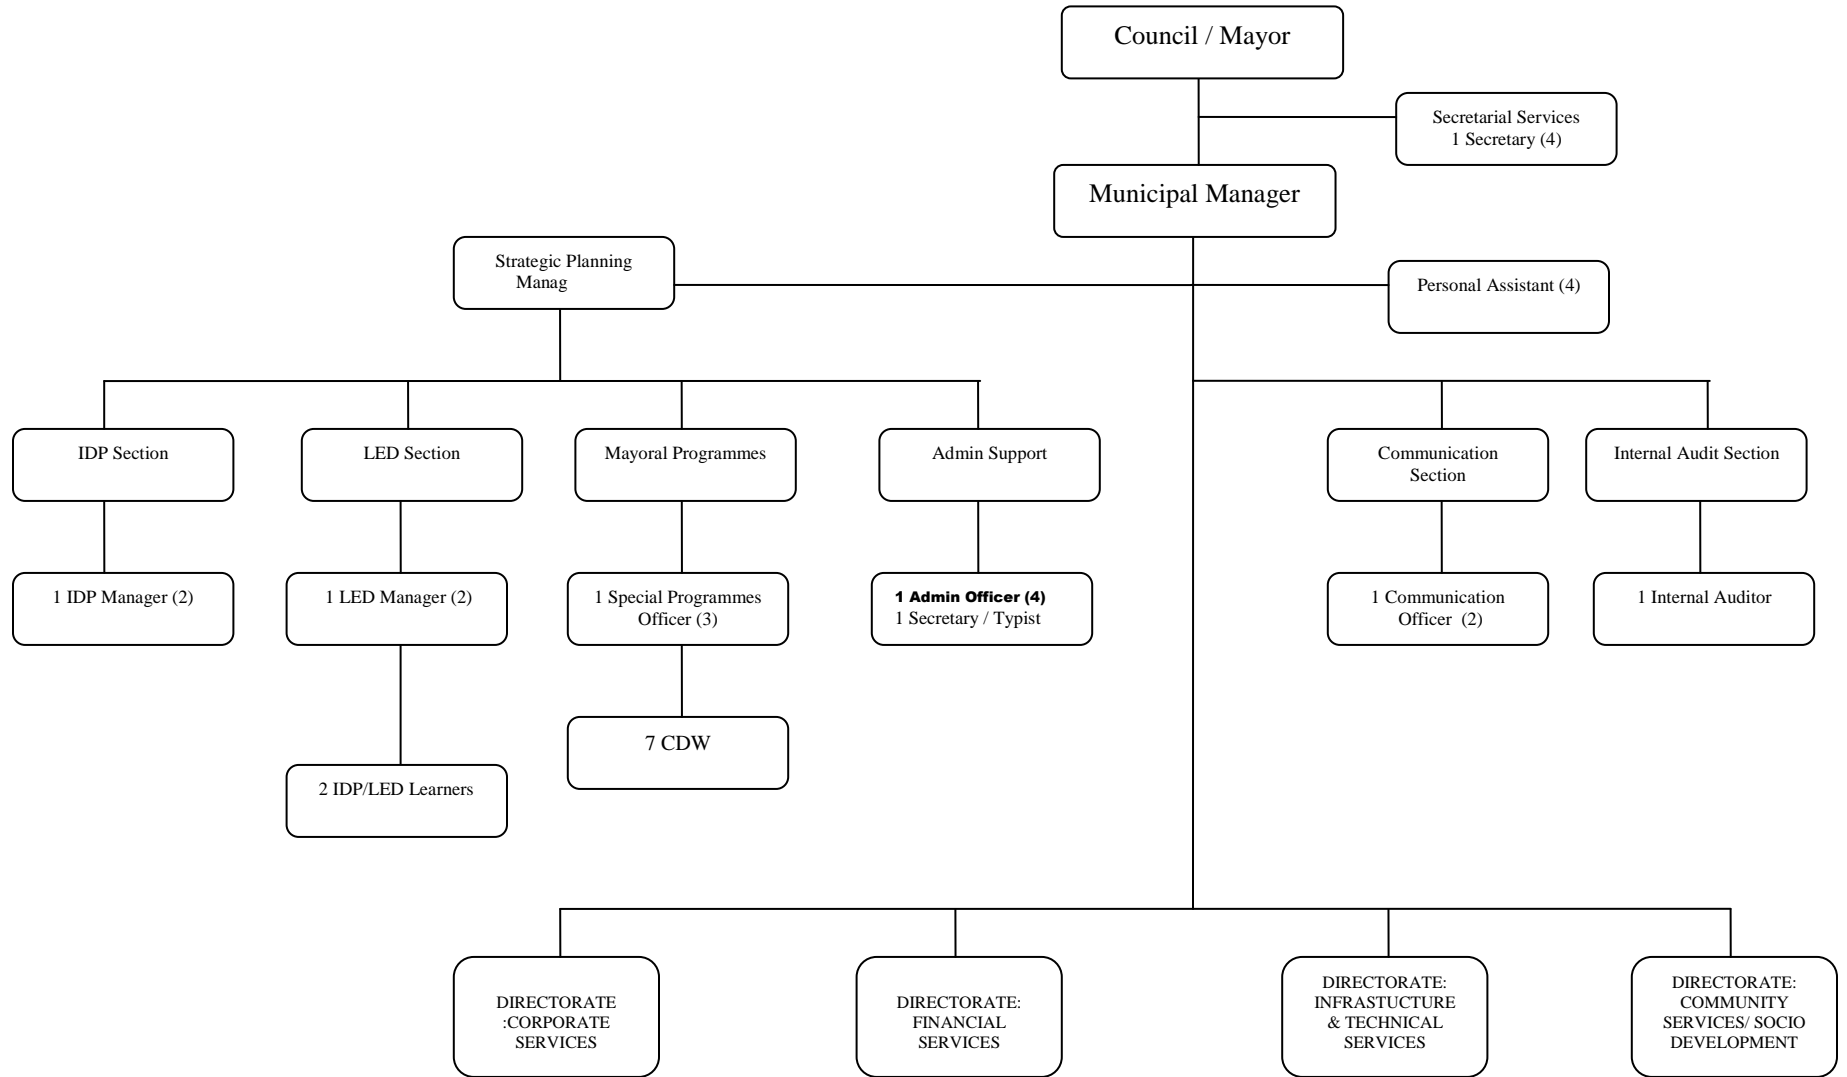 Council / Mayor
Secretarial Services
1 Secretary (4)
Municipal Manager
Strategic Planning
Manag
Personal Assistant (4)
IDP Section
LED Section
Mayoral Programmes
Admin Support
Communication
Section
Internal Audit Section
1 IDP Manager (2)
1 LED Manager (2)
1 Special Programmes
Officer (3)
1 Admin Officer (4)
1 Secretary / Typist
1 Communication
Officer (2)
1 Internal Auditor
7 CDW
2 IDP/LED Learners
DIRECTORATE
:CORPORATE
SERVICES
DIRECTORATE:
FINANCIAL
SERVICES
DIRECTORATE:
INFRASTUCTURE
& TECHNICAL
SERVICES
DIRECTORATE:
COMMUNITY
SERVICES/ SOCIO
DEVELOPMENT